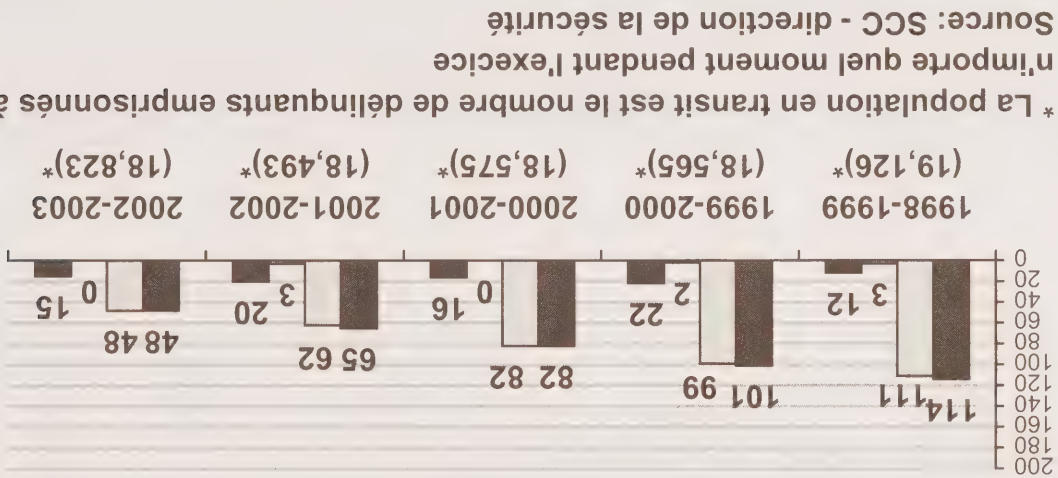 200
180
160
140
120
100
80
60
40
20
0
114 111 3 12
101 99 2 22
82 82 0 16
65 62 3 20
48 48 0 15
1998-1999 1999-2000 2000-2001 2001-2002 2002-2003
(19,126)* (18,565)* (18,575)* (18,493)* (18,823)*
* La population en transit est le nombre de délinquants emprisonnés à
n'importe quel moment pendant l'execice
Source: SCC - direction de la sécurité